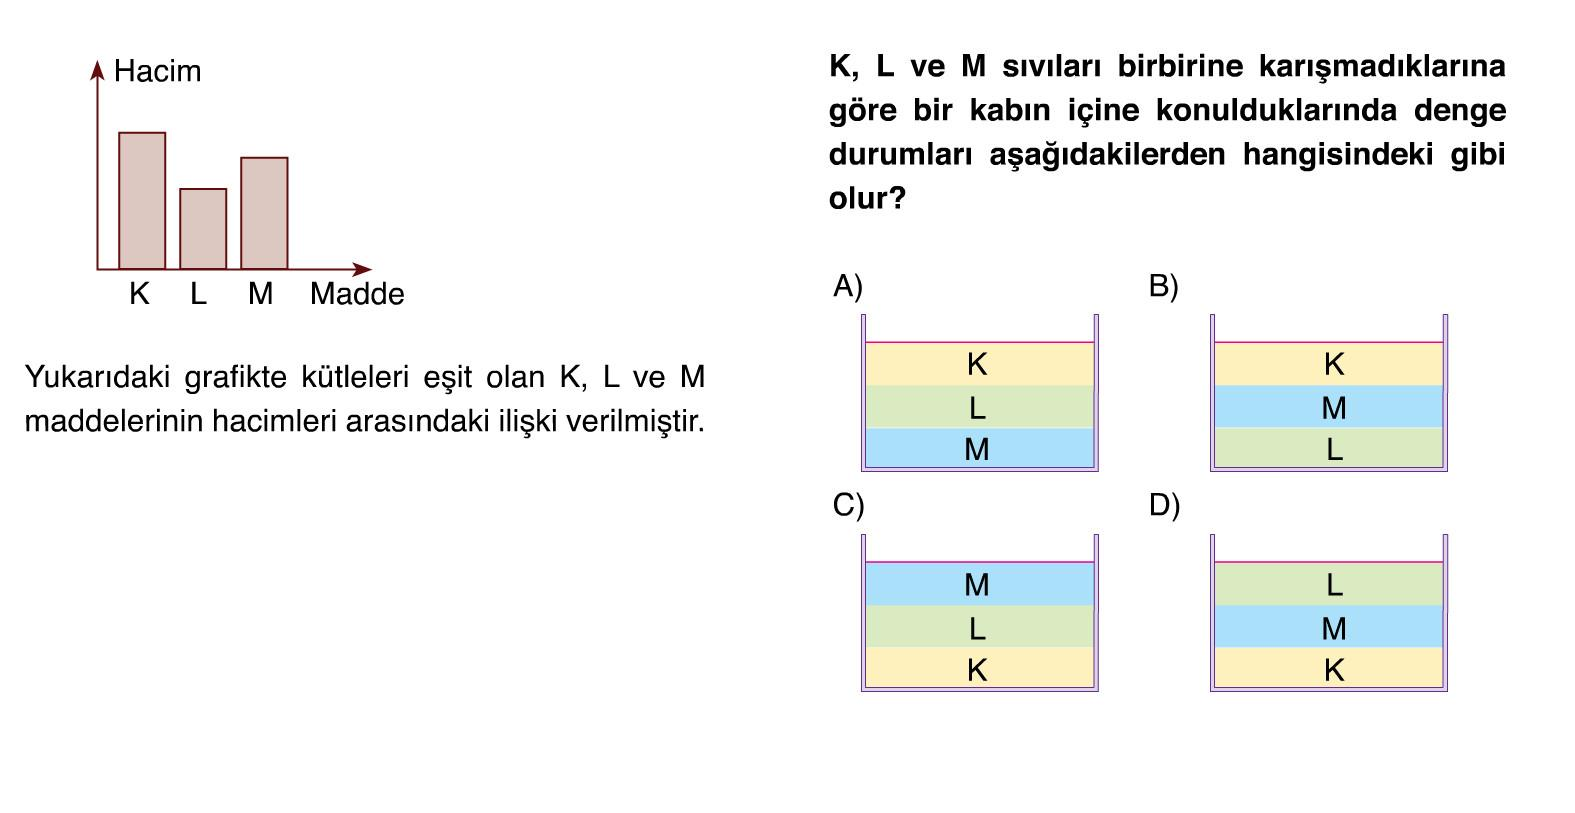 Hacim
K L M Madde
Yukarıdaki grafikte kütleleri eşit olan K, L ve M
maddelerinin hacimleri arasındaki ilişki verilmiştir.
K, L ve M sıvıları birbirine karışmadıklarına
göre bir kabın içine konulduklarında denge
durumları aşağıdakilerden hangisindeki gibi
olur?
A)
K
L
M
B)
K
M
L
C)
M
L
K
D)
L
M
K